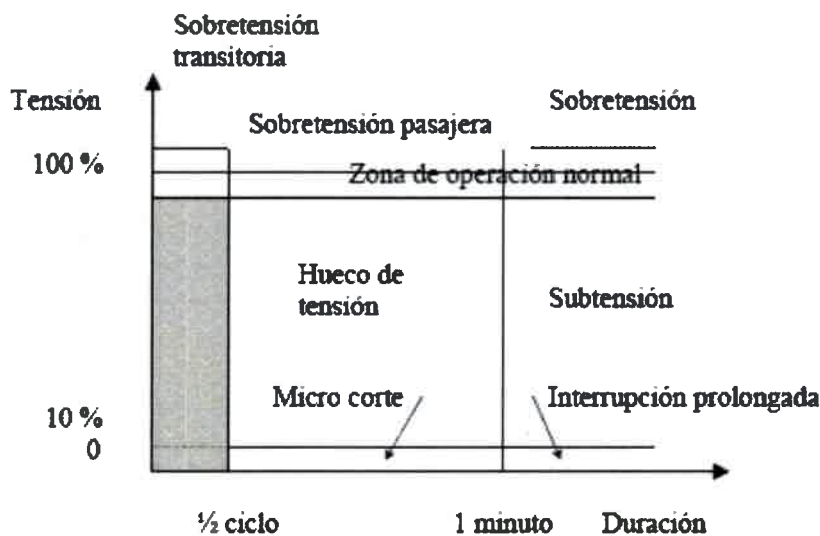 Sobretensión
transitoria
Tensión
Sobretensión
Sobretensión pasajera
100 %
Zona de operación normal
Hueco de
tensión
Subtensión
Micro corte
Interrupción prolongada
10 %
0
½ ciclo
1 minuto
Duración